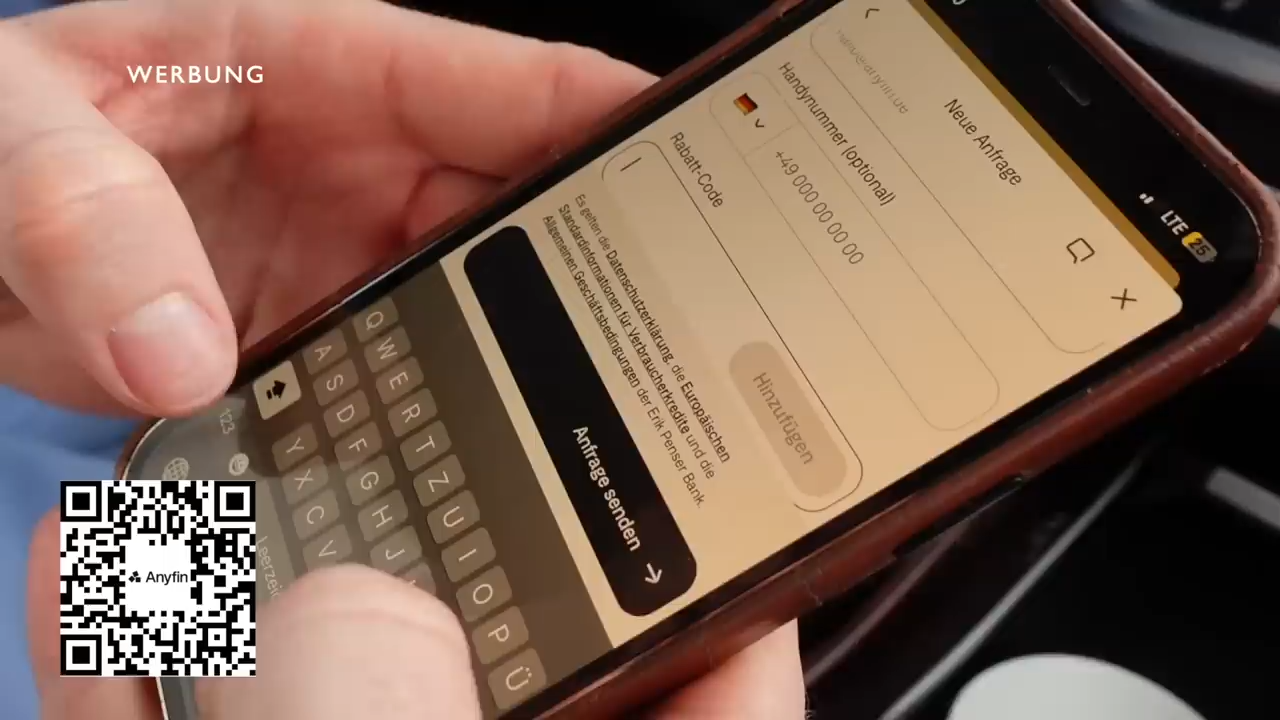 WERBUNG
LTE 25
Neue Anfrage
Handynummer (optional)
+49 000 00 00 00
Rabatt-Code
Hinzufügen
Es gelten die Datenschutzerklärung, die Europäischen
Standardinformationen für Verbraucherkredite und die
Allgemeinen Geschäftsbedingungen der Erik Penser Bank.
Anfrage senden →
Q W E R T Z U I O P Ü
A S D F G H J
Y X C V
123
Anyfin